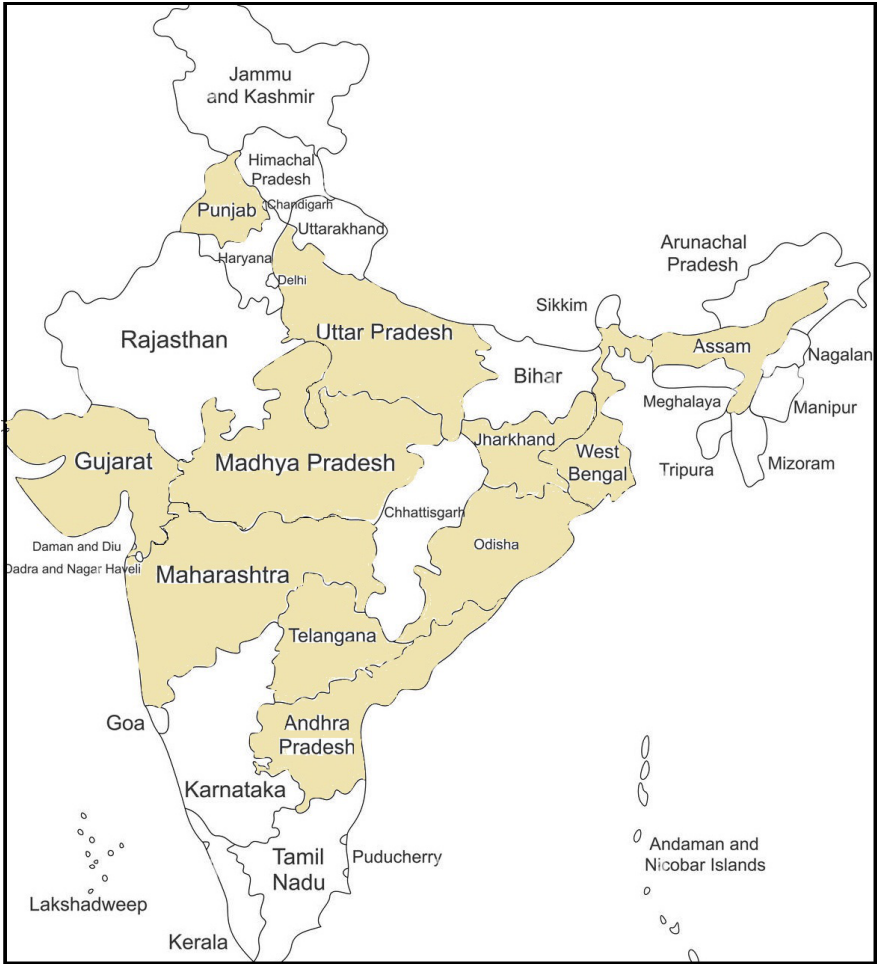 Jammu
and Kashmir
Himachal
Pradesh
Punjab
Chandigarh
Uttarakhand
Haryana
Delhi
Arunachal
Pradesh
Sikkim
Rajasthan
Uttar Pradesh
Assam
Nagalan
Bihar
Meghalaya
Manipur
Jharkhand
Gujarat
Madhya Pradesh
West
Bengal
Tripura
Mizoram
Chhattisgarh
Daman and Diu
Odisha
Dadra and Nagar Haveli
Maharashtra
Telangana
Goa
Andhra
Pradesh
Karnataka
Tamil
Nadu
Puducherry
Andaman and
Nicobar Islands
Lakshadweep
Kerala